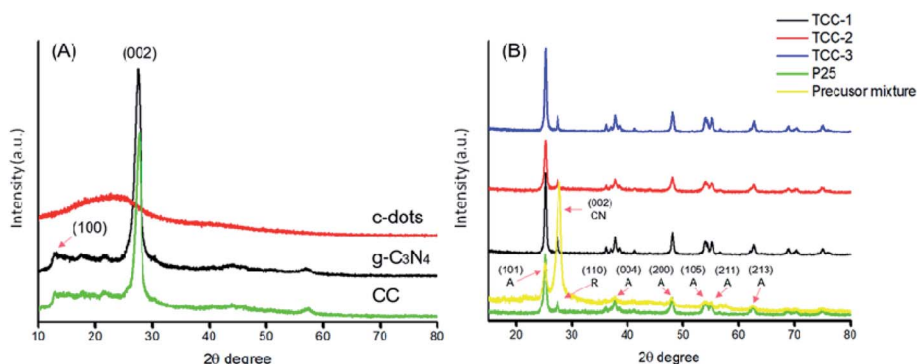 (A)
(002)
(100)
c-dots
g-C₃N₄
CC
Intensity (a.u.)
10 20 30 40 50 60 70 80
2θ degree
TCC-1
TCC-2
TCC-3
P25
Precusor mixture
(B)
(002)
CN
(101) (110) (004) (200) (105) (211) (213)
A R A A A A A
Intensity (a.u.)
20 30 40 50 60 70 80
2θ degree